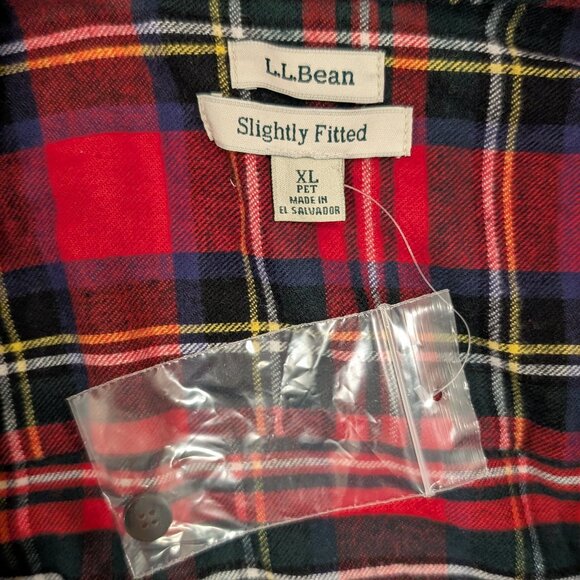 L.L.Bean
Slightly Fitted
XL
PET
MADE IN
EL SALVADOR